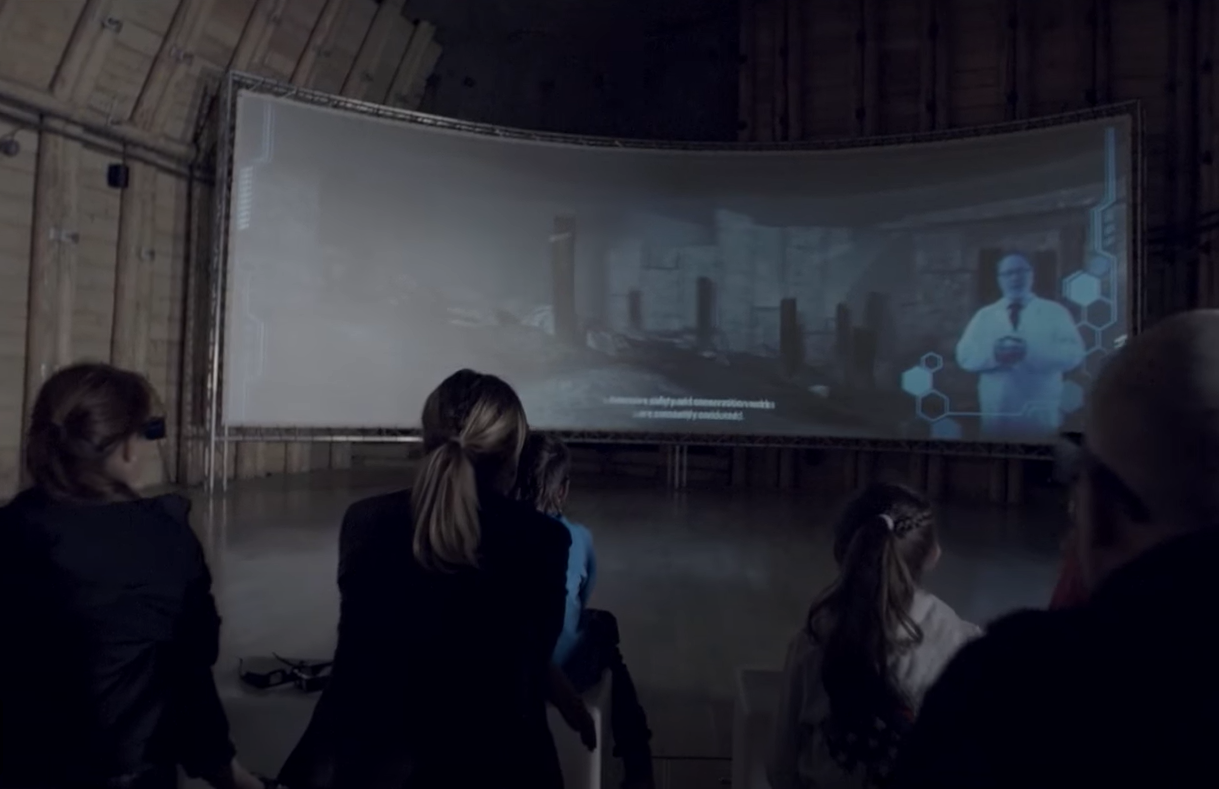 safety and conservation works
are constantly conducted.